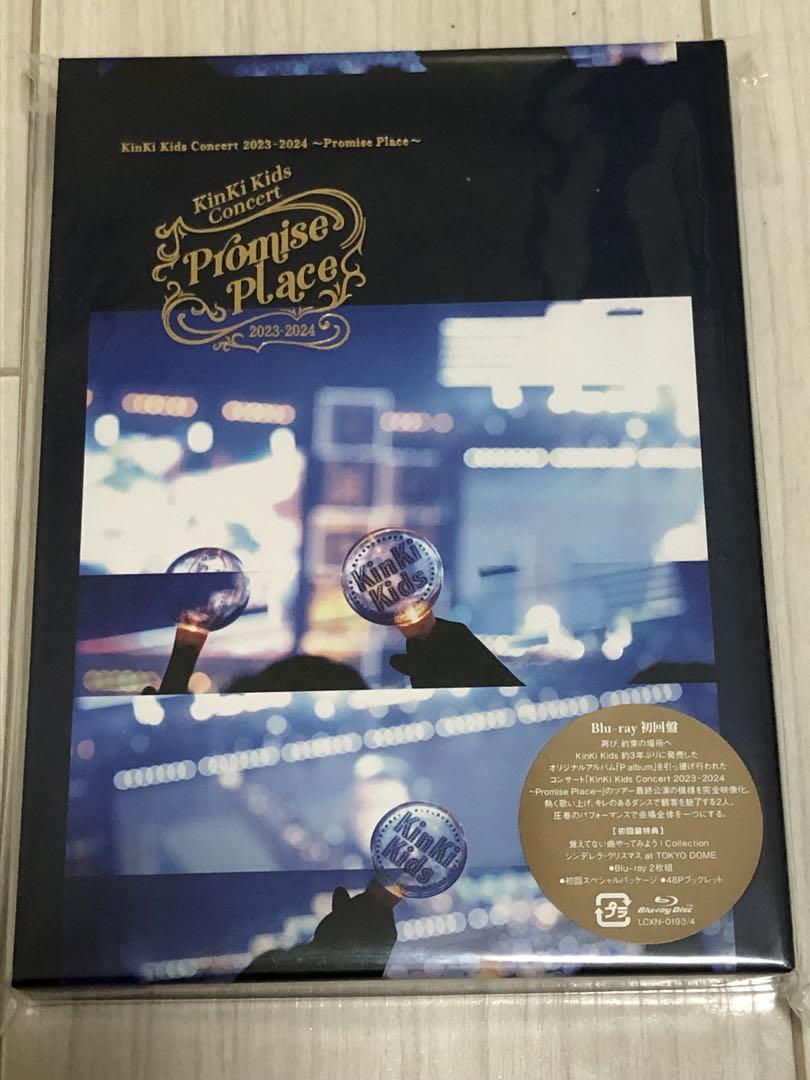 KinKi Kids Concert 2023-2024 ～Promise Place～
KinKi Kids
Concert
Promise
Place
2023-2024
KinKi
Kids
KinKi
Kids
Blu-ray 初回盤
再び、約束の場所へ
KinKi Kids 約3年ぶりに発売した
オリジナルアルバム「P album」を引っ提げ行われた
コンサート「KinKi Kids Concert 2023-2024
～Promise Place～」のツアー最終公演の模様を完全映像化。
熱く歌い上げ、キレのあるダンスで観客を魅了する2人。
圧巻のパフォーマンスで会場全体を一つにする。
【初回盤特典】
覚えてない曲やってみよう！Collection
シンデレラ・クリスマス at TOKYO DOME
●Blu-ray 2枚組
●初回スペシャルパッケージ ●48Pブックレット
プラ
Blu-ray Disc
LCXN-0193/4